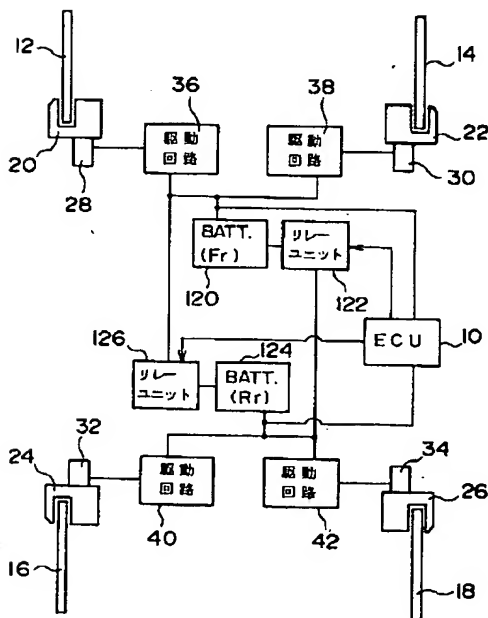 12
14
36
38
駆動
回路
駆動
回路
20
22
28
30
BATT.
(Fr)
リレー
ユニット
120
122
126
124
ECU
10
リレー
ユニット
BATT.
(Rr)
32
34
24
26
駆動
回路
駆動
回路
40
42
16
18